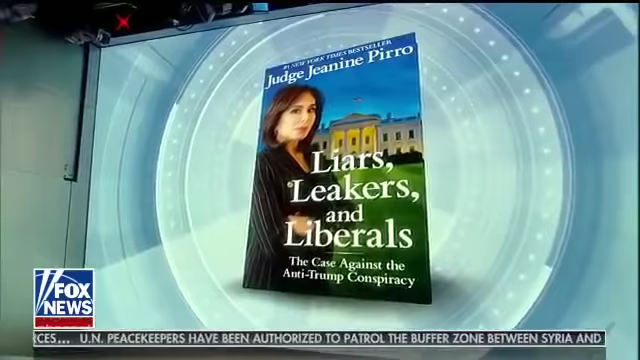 #1 NEW YORK TIMES BESTSELLER
Judge Jeanine Pirro
Liars,
Leakers,
and
Liberals
The Case Against the
Anti-Trump Conspiracy
FOX
NEWS
RCES... U.N. PEACEKEEPERS HAVE BEEN AUTHORIZED TO PATROL THE BUFFER ZONE BETWEEN SYRIA AND